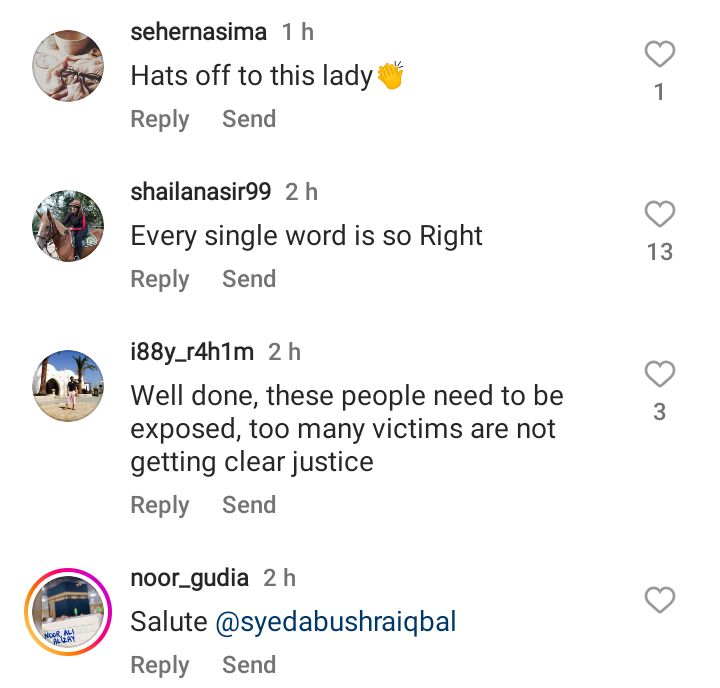 sehernasima 1 h
Hats off to this lady👏
1
Reply Send
shailanasir99 2 h
Every single word is so Right
13
Reply Send
i88y_r4h1m 2 h
Well done, these people need to be
exposed, too many victims are not
getting clear justice
3
Reply Send
noor_gudia 2 h
Salute @syedabushraiqbal
Reply Send
NOOR ALI
ALIZAY